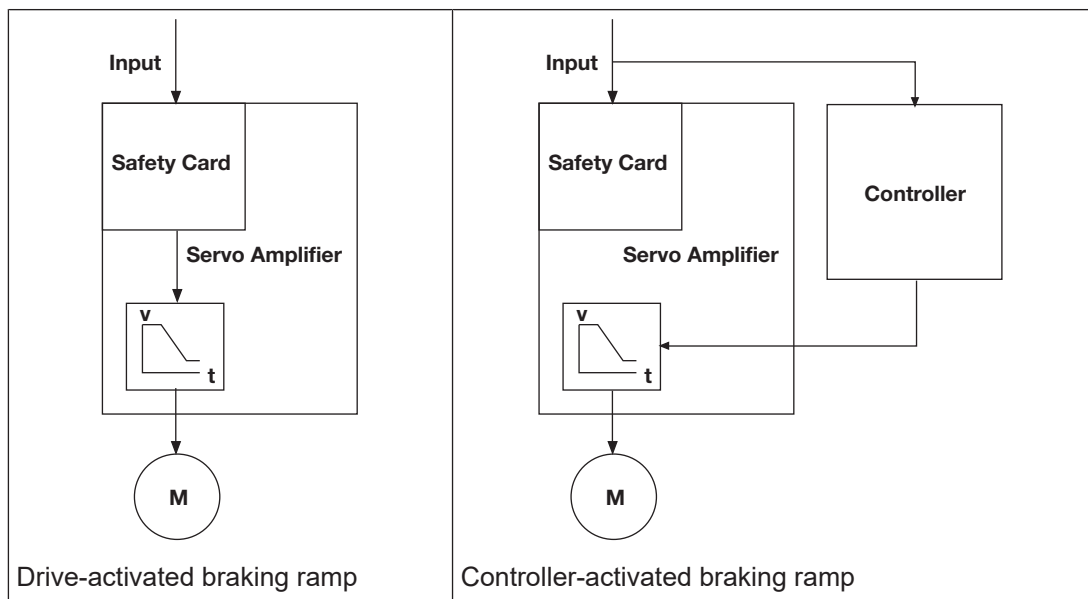 Input
Safety Card
Servo Amplifier
v
t
M
Drive-activated braking ramp
Input
Safety Card
Controller
Servo Amplifier
v
t
M
Controller-activated braking ramp